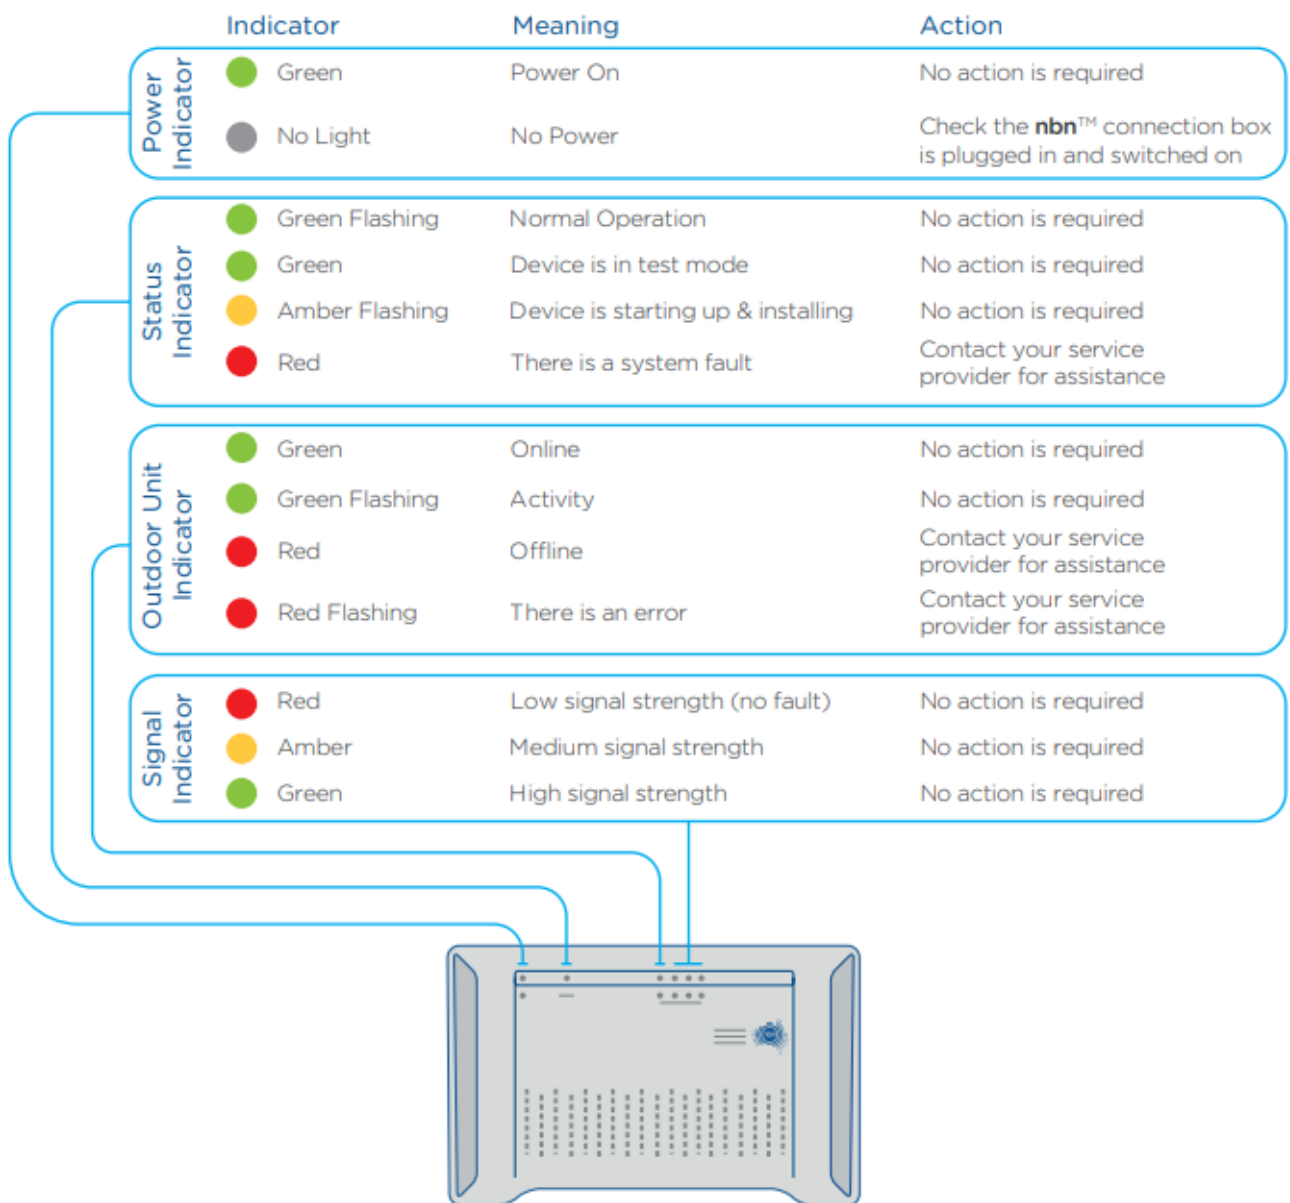 Indicator Meaning Action
Power
Indicator
Green Power On No action is required
No Light No Power Check the nbn™ connection box
is plugged in and switched on
Status
Indicator
Green Flashing Normal Operation No action is required
Green Device is in test mode No action is required
Amber Flashing Device is starting up & installing No action is required
Red There is a system fault Contact your service
provider for assistance
Outdoor Unit
Indicator
Green Online No action is required
Green Flashing Activity No action is required
Red Offline Contact your service
provider for assistance
Red Flashing There is an error Contact your service
provider for assistance
Signal
Indicator
Red Low signal strength (no fault) No action is required
Amber Medium signal strength No action is required
Green High signal strength No action is required